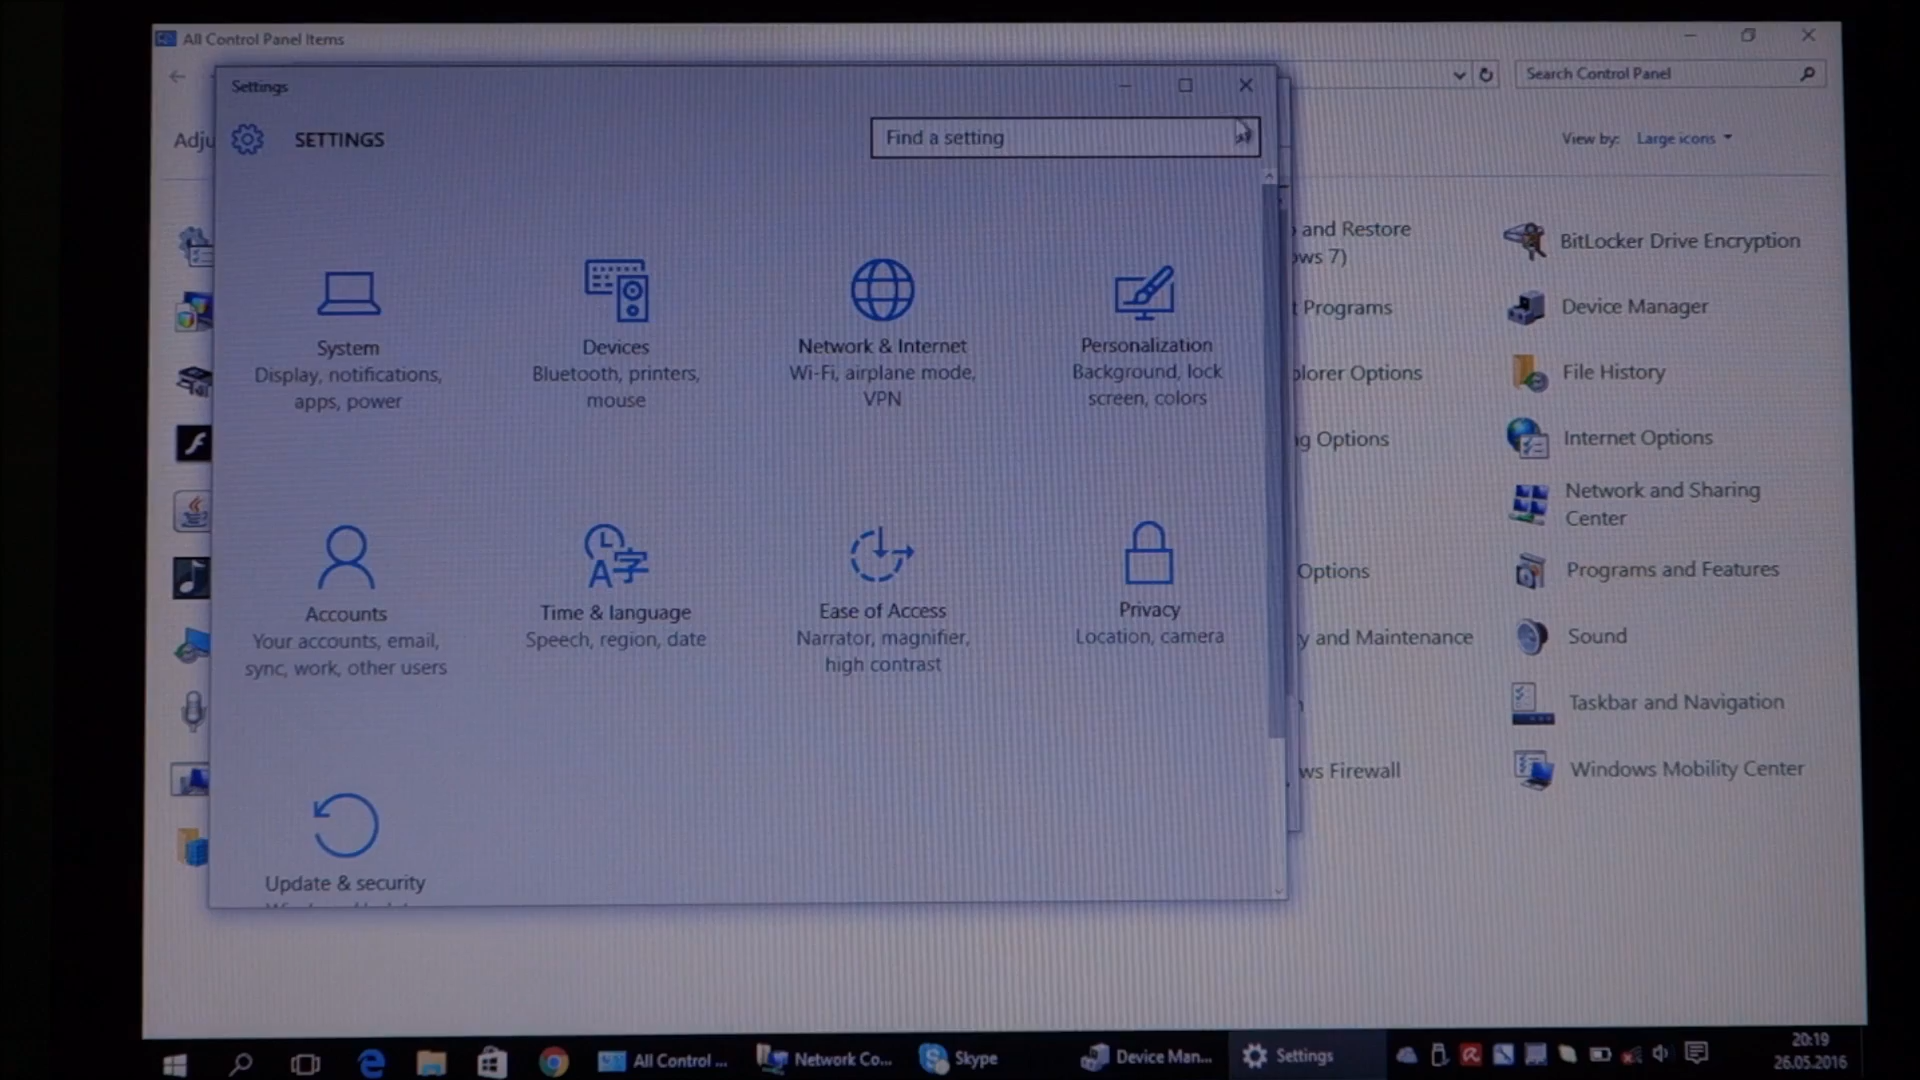 All Control Panel Items
Search Control Panel
Settings
SETTINGS
Find a setting
Adju
View by: Large icons
and Restore
ows 7)
BitLocker Drive Encryption
Programs
Device Manager
System
Display, notifications,
apps, power
Devices
Bluetooth, printers,
mouse
Network & Internet
Wi-Fi, airplane mode,
VPN
Personalization
Background, lock
screen, colors
plorer Options
File History
ng Options
Internet Options
Network and Sharing
Center
Options
Programs and Features
Accounts
Your accounts, email,
sync, work, other users
Time & language
Speech, region, date
Ease of Access
Narrator, magnifier,
high contrast
Privacy
Location, camera
y and Maintenance
Sound
Taskbar and Navigation
ws Firewall
Windows Mobility Center
Update & security
All Control ...
Network Co...
Skype
Device Man...
Settings
20:19
26.05.2016